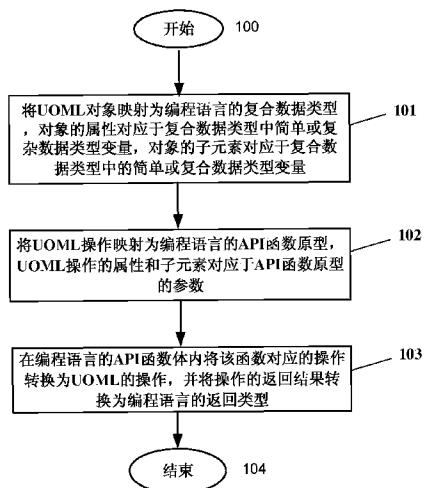 开始
100
将UOML对象映射为编程语言的复合数据类型
，对象的属性对应于复合数据类型中简单或复
杂数据类型变量，对象的子元素对应于复合数
据类型中的简单或复合数据类型变量
101
将UOML操作映射为编程语言的API函数原型，
UOML操作的属性和子元素对应于API函数原型
的参数
102
在编程语言的API函数体内将该函数对应的操作
转换为UOML的操作，并将操作的返回结果转
换为编程语言的返回类型
103
结束
104